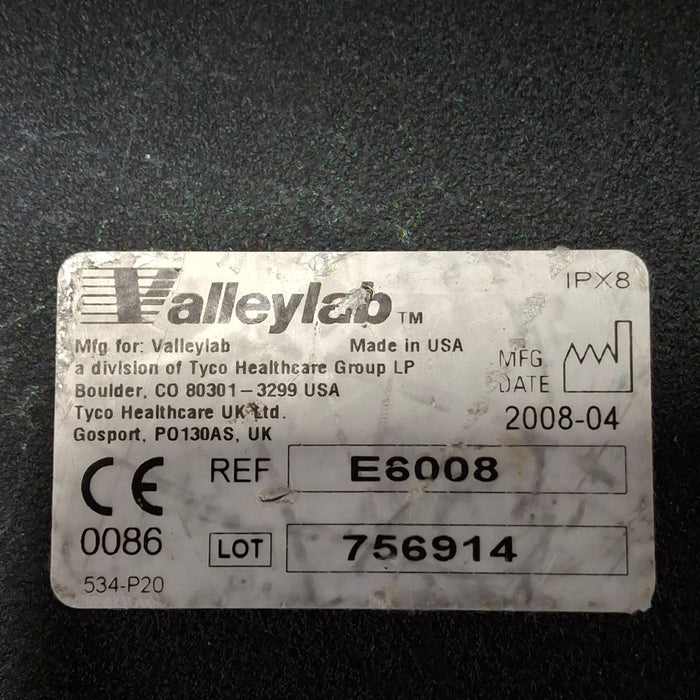 Valleylab™
IPX8
Mfg for: Valleylab Made in USA
a division of Tyco Healthcare Group LP
Boulder, CO 80301-3299 USA
Tyco Healthcare UK Ltd.
Gosport, PO130AS, UK
MFG
DATE
2008-04
CE
0086
REF E6008
LOT 756914
534-P20